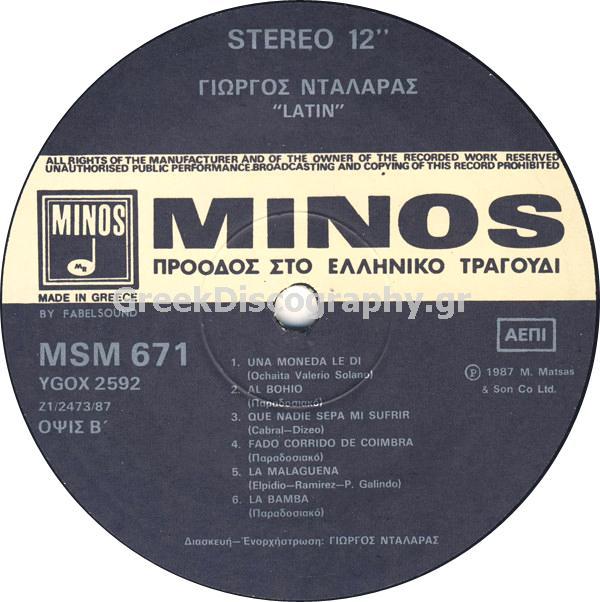 STEREO 12''
ΓΙΩΡΓΟΣ ΝΤΑΛΑΡΑΣ
“LATIN”
ALL RIGHTS OF THE MANUFACTURER AND OF THE OWNER OF THE RECORDED WORK RESERVED
UNAUTHORISED PUBLIC PERFORMANCE.BROADCASTING AND COPYING OF THIS RECORD PROHIBITED
MINOS
MINOS
ΠΡΟΟΔΟΣ ΣΤΟ ΕΛΛΗΝΙΚΟ ΤΡΑΓΟΥΔΙ
MADE IN GREECE
GreekDiscography.gr
BY FABELSOUND
MSM 671
YGOX 2592
Z1/2473/87
ΟΨΙΣ Β΄
1. UNA MONEDA LE DI
(Ochaita Valerio Solano)
2. AL BOHIO
(Παραδοσιακό)
3. QUE NADIE SEPA MI SUFRIR
(Cabral-Dizeo)
4. FADO CORRIDO DE COIMBRA
(Παραδοσιακό)
5. LA MALAGUENA
(Elpidio-Ramirez-P. Galindo)
6. LA BAMBA
(Παραδοσιακό)
ΑΕΠΙ
Ⓟ 1987 M. Matsas
& Son Co Ltd.
Διασκευή-Ενορχήστρωση: ΓΙΩΡΓΟΣ ΝΤΑΛΑΡΑΣ